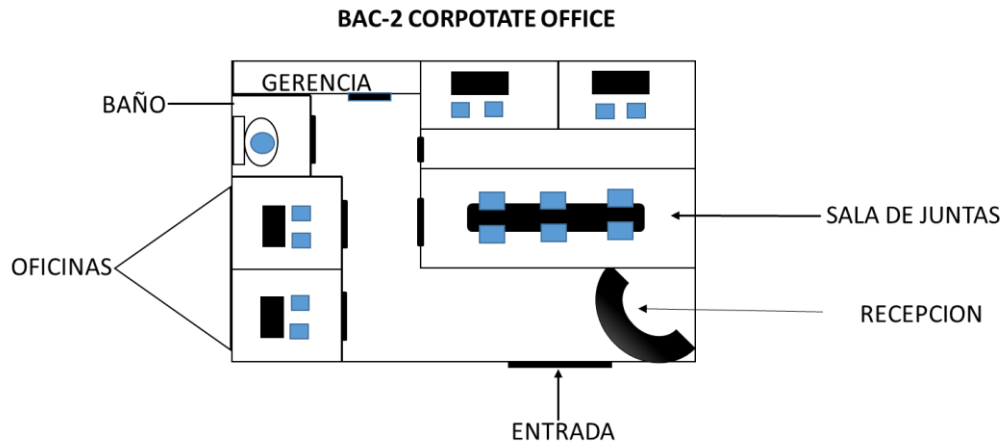 BAC-2 CORPOTATE OFFICE
GERENCIA
BAÑO
SALA DE JUNTAS
OFICINAS
RECEPCION
ENTRADA